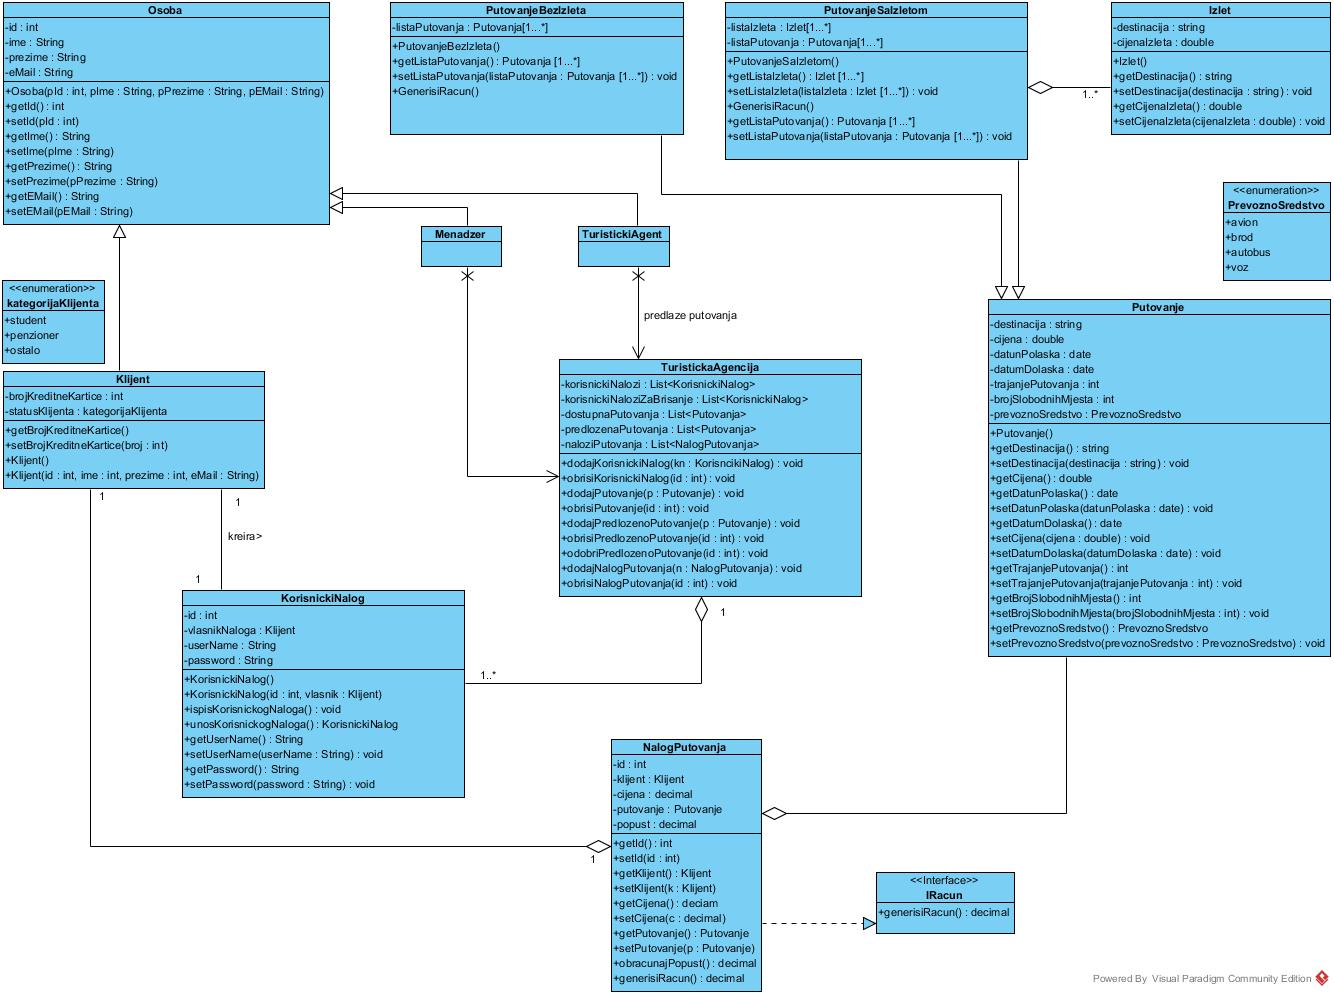 Osoba
-id : int
-ime : String
-prezime : String
-eMail : String
+Osoba(pId : int, pIme : String, pPrezime : String, pEMail : String)
+getId() : int
+setId(pId : int)
+getIme() : String
+setIme(pIme : String)
+getPrezime() : String
+setPrezime(pPrezime : String)
+getEMail() : String
+setEMail(pEMail : String)
PutovanjeBezIzleta
-listaPutovanja : Putovanja[1...*]
+PutovanjeBezIzleta()
+getListaPutovanja() : Putovanja [1...*]
+setListaPutovanja(listaPutovanja : Putovanja [1...*]) : void
+GenerisiRacun()
PutovanjeSaIzletom
-listaIzleta : Izlet[1...*]
-listaPutovanja : Putovanja[1...*]
+PutovanjeSaIzletom()
+getListaIzleta() : Izlet [1...*]
+setListaIzleta(listaIzleta : Izlet [1...*]) : void
+GenerisiRacun()
+getListaPutovanja() : Putovanja [1...*]
+setListaPutovanja(listaPutovanja : Putovanja [1...*]) : void
1..*
Izlet
-destinacija : string
-cijenaIzleta : double
+Izlet()
+getDestinacija() : string
+setDestinacija(destinacija : string) : void
+getCijenaIzleta() : double
+setCijenaIzleta(cijenaIzleta : double) : void
<<enumeration>>
PrevoznoSredstvo
+avion
+brod
+autobus
+voz
Menadzer
TuristickiAgent
predlaze putovanja
<<enumeration>>
kategorijaKlijenta
+student
+penzioner
+ostalo
Klijent
-brojKreditneKartice : int
-statusKlijenta : kategorijaKlijenta
+getBrojKreditneKartice()
+setBrojKreditneKartice(broj : int)
+Klijent()
+Klijent(id : int, ime : int, prezime : int, eMail : String)
1
1
kreira>
1
TuristickaAgencija
-korisnickiNalozi : List<KorisnickiNalog>
-korisnickiNaloziZaBrisanje : List<KorisnickiNalog>
-dostupnaPutovanja : List<Putovanja>
-predlozenaPutovanja : List<Putovanja>
-naloziPutovanja : List<NalogPutovanja>
+dodajKorisnickiNalog(kn : KorisncikiNalog) : void
+obrisiKorisnickiNalog(id : int) : void
+dodajPutovanje(p : Putovanje) : void
+obrisiPutovanje(id : int) : void
+dodajPredlozenoPutovanje(p : Putovanje) : void
+obrisiPredlozenoPutovanje(id : int) : void
+odobriPredlozenoPutovanje(id : int) : void
+dodajNalogPutovanja(n : NalogPutovanja) : void
+obrisiNalogPutovanja(id : int) : void
1
1..*
Putovanje
-destinacija : string
-cijena : double
-datunPolaska : date
-datumDolaska : date
-trajanjePutovanja : int
-brojSlobodnihMjesta : int
-prevoznoSredstvo : PrevoznoSredstvo
+Putovanje()
+getDestinacija() : string
+setDestinacija(destinacija : string) : void
+getCijena() : double
+getDatunPolaska() : date
+setDatunPolaska(datunPolaska : date) : void
+getDatumDolaska() : date
+setCijena(cijena : double) : void
+setDatumDolaska(datumDolaska : date) : void
+getTrajanjePutovanja() : int
+setTrajanjePutovanja(trajanjePutovanja : int) : void
+getBrojSlobodnihMjesta() : int
+setBrojSlobodnihMjesta(brojSlobodnihMjesta : int) : void
+getPrevoznoSredstvo() : PrevoznoSredstvo
+setPrevoznoSredstvo(prevoznoSredstvo : PrevoznoSredstvo) : void
KorisnickiNalog
-id : int
-vlasnikNaloga : Klijent
-userName : String
-password : String
+KorisnickiNalog()
+KorisnickiNalog(id : int, vlasnik : Klijent)
+ispisKorisnickogNaloga() : void
+unosKorisnickogNaloga() : KorisnickiNalog
+getUserName() : String
+setUserName(userName : String) : void
+getPassword() : String
+setPassword(password : String) : void
NalogPutovanja
-id : int
-klijent : Klijent
-cijena : decimal
-putovanje : Putovanje
-popust : decimal
+getId() : int
+setId(id : int)
+getKlijent() : Klijent
+setKlijent(k : Klijent)
+getCijena() : deciam
+setCijena(c : decimal)
+getPutovanje() : Putovanje
+setPutovanje(p : Putovanje)
+obracunajPopust() : decimal
+generisiRacun() : decimal
1
<<Interface>>
IRacun
+generisiRacun() : decimal
Powered By Visual Paradigm Community Edition